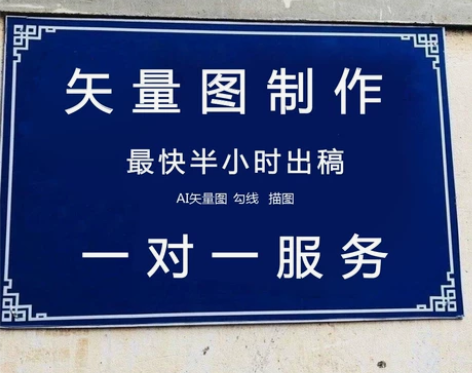 矢量图制作
最快半小时出稿
AI矢量图 勾线 描图
一对一服务